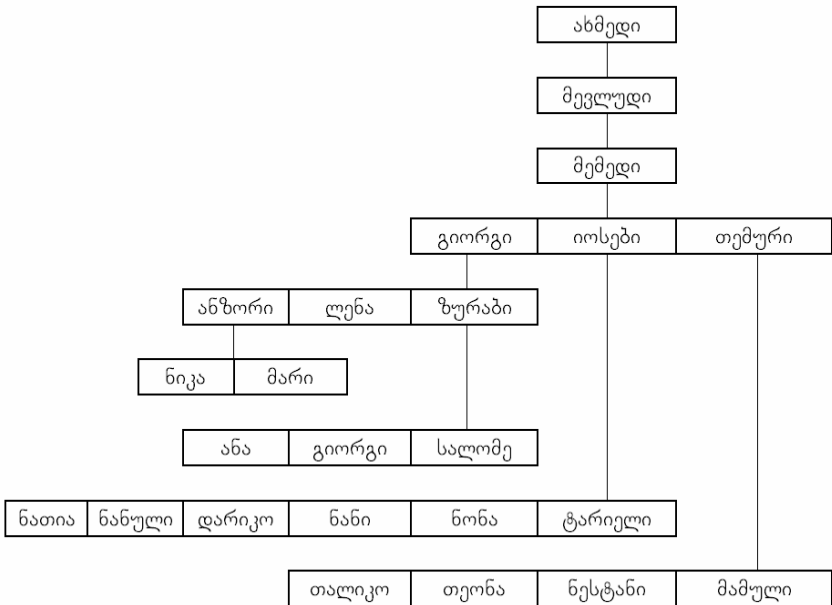 ახმედი
მევლუდი
მემედი
გიორგი იოსები თემური
ანზორი ლენა ზურაბი
ნიკა მარი
ანა გიორგი სალომე
ნათია ნანული დარიკო ნანი ნონა ტარიელი
თალიკო თეონა ნესტანი მამული